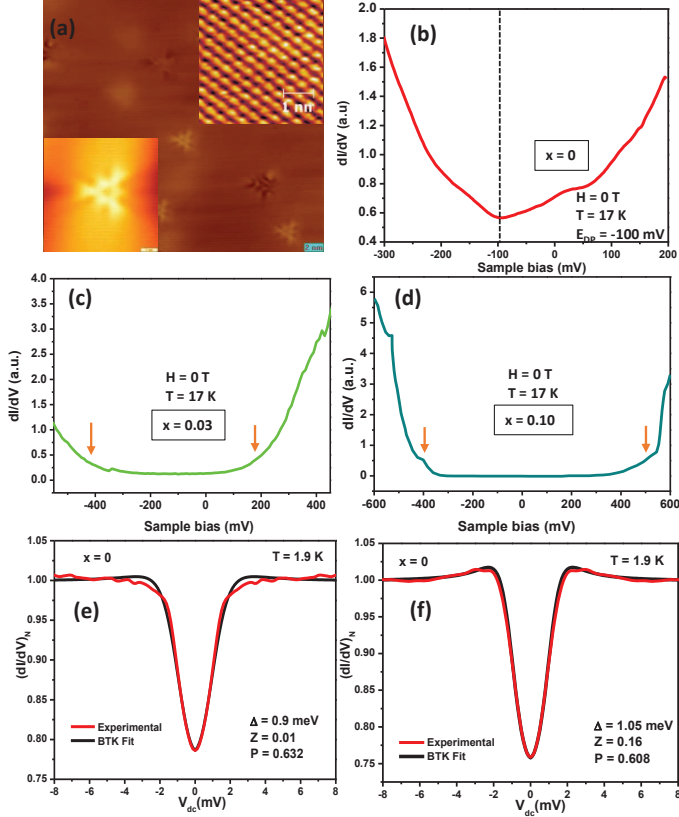 (a)
1 nm
2 nm
(b)
dI/dV (a.u)
1.8
1.6
1.4
1.2
1.0
0.8
0.6
0.4
-300
-200
-100
0
100
200
Sample bias (mV)
x = 0
H = 0 T
T = 17 K
E_DP = -100 mV
(c)
dI/dV (a.u.)
4.0
3.5
3.0
2.5
2.0
1.5
1.0
0.5
0.0
-400
-200
0
200
400
Sample bias (mV)
H = 0 T
T = 17 K
x = 0.03
(d)
dI/dV (a.u.)
6
5
4
3
2
1
0
-600
-400
-200
0
200
400
600
Sample bias (mV)
H = 0 T
T = 17 K
x = 0.10
(e)
(dI/dV)N
1.05
1.00
0.95
0.90
0.85
0.80
0.75
-8
-6
-4
-2
0
2
4
6
8
Vdc(mV)
x = 0
T = 1.9 K
Experimental
BTK Fit
Δ = 0.9 meV
Z = 0.01
P = 0.632
(f)
(dI/dV)N
1.05
1.00
0.95
0.90
0.85
0.80
0.75
-8
-6
-4
-2
0
2
4
6
8
Vdc(mV)
x = 0
T = 1.9 K
Experimental
BTK Fit
Δ = 1.05 meV
Z = 0.16
P = 0.608